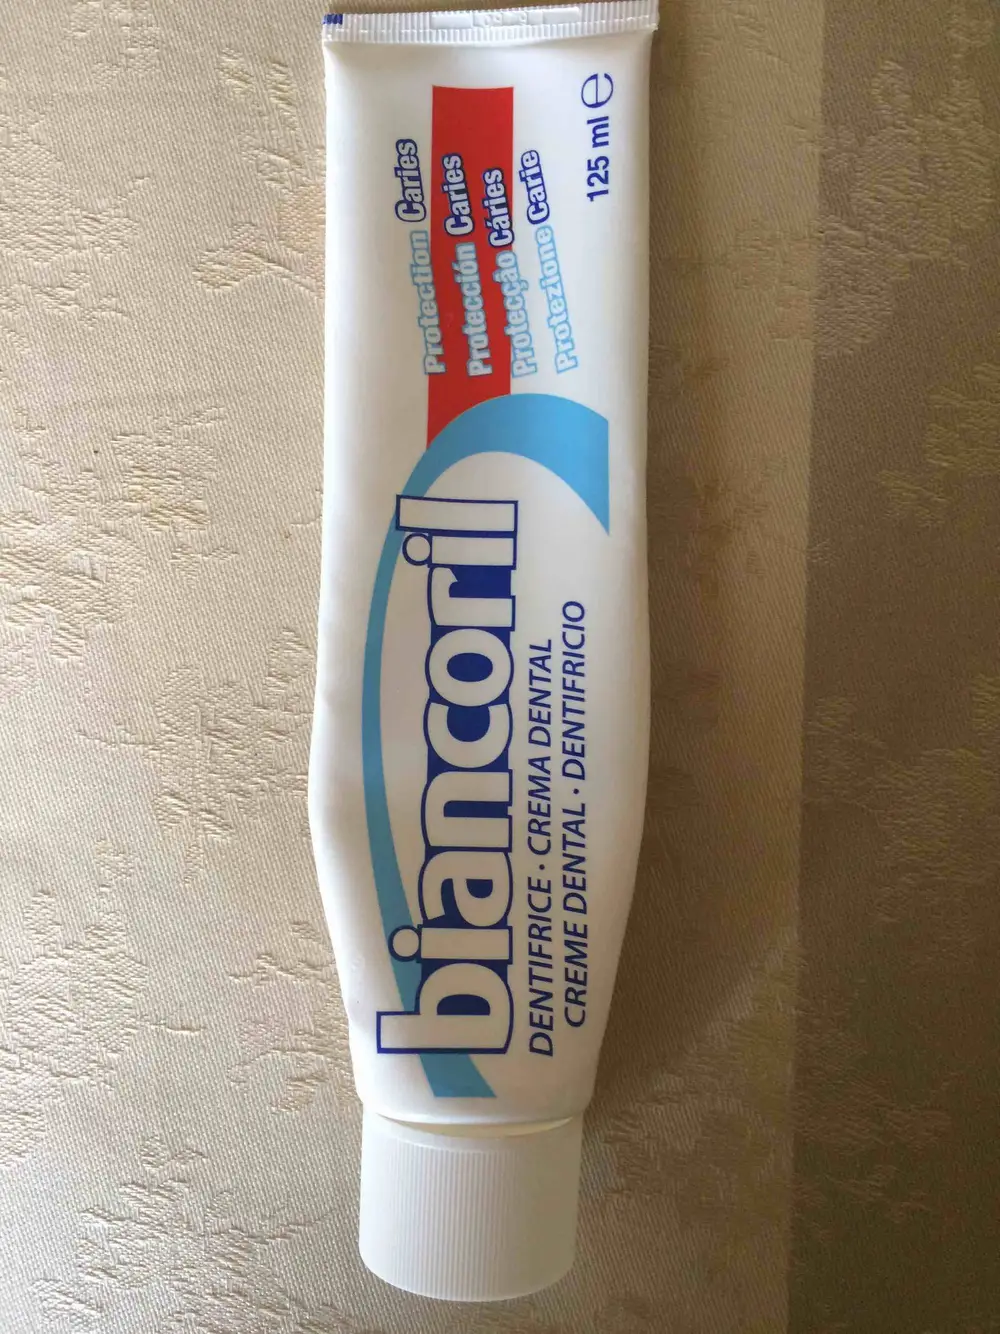 biancoril
DENTIFRICE · CREMA DENTAL
CREME DENTAL · DENTIFRICIO
Protection Caries
Protección Caries
Protecção Cáries
Protezione Carie
125 ml ℮